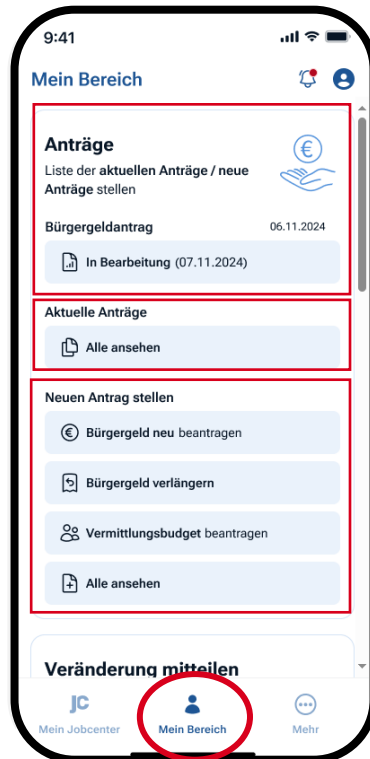 9:41
Mein Bereich
Anträge
Liste der aktuellen Anträge / neue
Anträge stellen
Bürgergeldantrag 06.11.2024
In Bearbeitung (07.11.2024)
Aktuelle Anträge
Alle ansehen
Neuen Antrag stellen
Bürgergeld neu beantragen
Bürgergeld verlängern
Vermittlungsbudget beantragen
Alle ansehen
Veränderung mitteilen
JC
Mein Jobcenter Mein Bereich Mehr